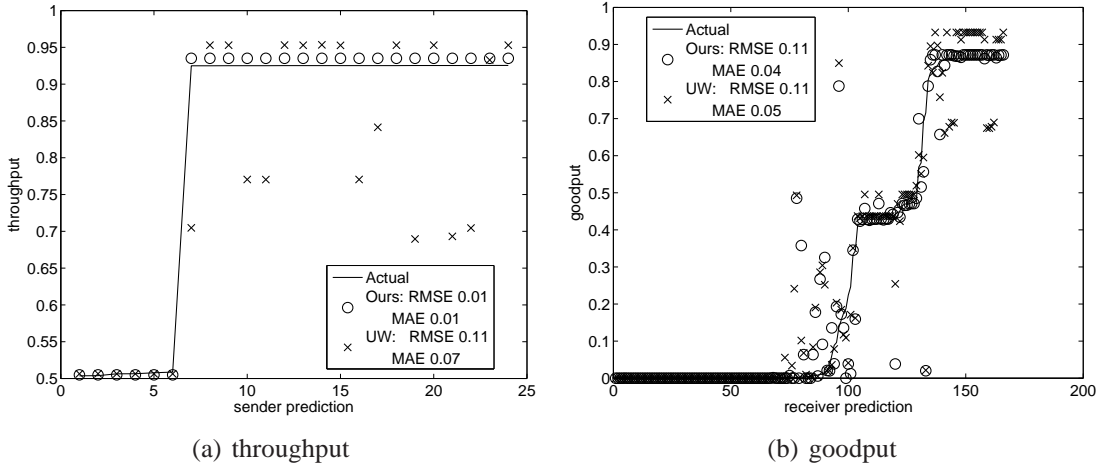 1
0.95
0.9
0.85
0.8
0.75
0.7
0.65
0.6
0.55
0.5
0
5
10
15
20
25
throughput
sender prediction
Actual
Ours: RMSE 0.01
MAE 0.01
UW: RMSE 0.11
MAE 0.07
(a) throughput
1
0.9
0.8
0.7
0.6
0.5
0.4
0.3
0.2
0.1
0
0
50
100
150
200
goodput
receiver prediction
Actual
Ours: RMSE 0.11
MAE 0.04
UW: RMSE 0.11
MAE 0.05
(b) goodput